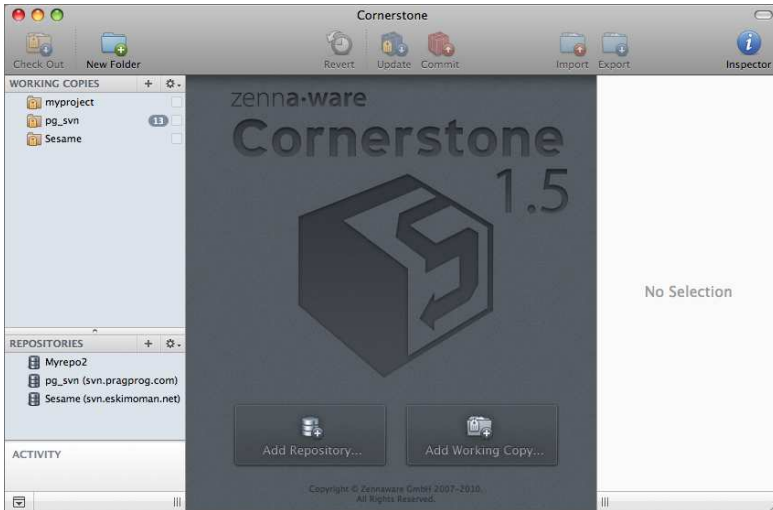 Cornerstone
Check Out New Folder Revert Update Commit Import Export Inspector
WORKING COPIES
myproject
pg_svn 13
Sesame
REPOSITORIES
Myrepo2
pg_svn (svn.pragprog.com)
Sesame (svn.eskimoman.net)
ACTIVITY
zenna·ware
Cornerstone
1.5
Add Repository... Add Working Copy...
Copyright © Zennaware GmbH 2007-2010.
All Rights Reserved.
No Selection